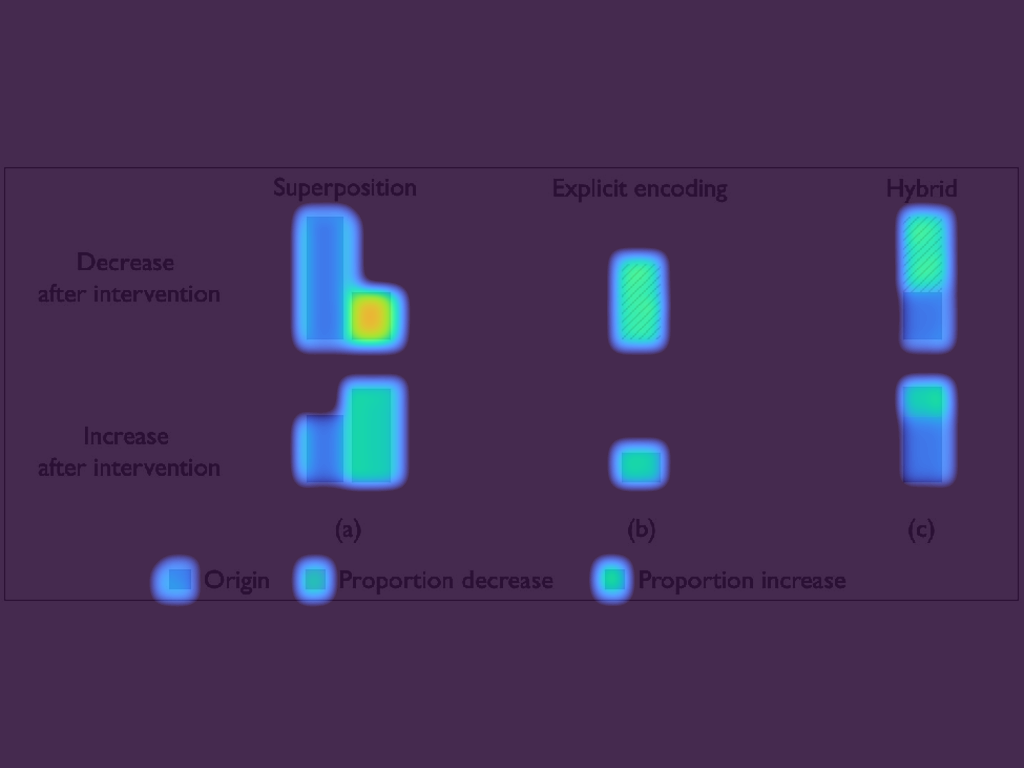 Superposition Explicit encoding Hybrid
Decrease
after intervention
Increase
after intervention
(a) (b) (c)
Origin Proportion decrease Proportion increase